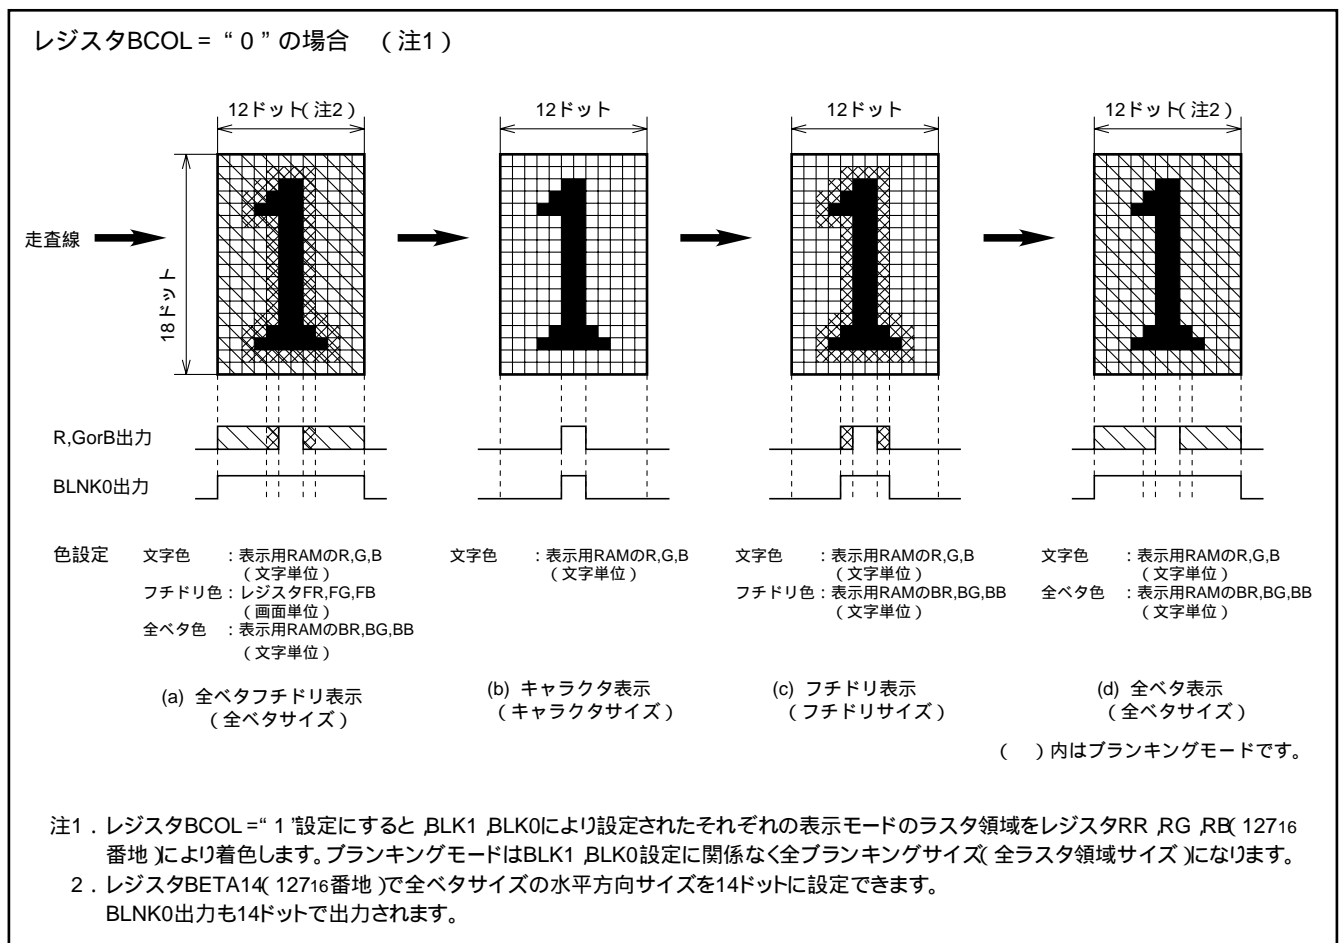 レジスタBCOL = “ 0 ” の場合　( 注1 )
12ドット( 注2 )　12ドット　12ドット　12ドット( 注2 )
走査線
18ドット
R,GorB出力
BLNK0出力
色設定
文字色　: 表示用RAMのR,G,B
( 文字単位 )
フチドリ色 : レジスタFR,FG,FB
( 画面単位 )
全ベタ色　: 表示用RAMのBR,BG,BB
( 文字単位 )
(a) 全ベタフチドリ表示
( 全ベタサイズ )
文字色　: 表示用RAMのR,G,B
( 文字単位 )
(b) キャラクタ表示
( キャラクタサイズ )
文字色　: 表示用RAMのR,G,B
( 文字単位 )
フチドリ色 : 表示用RAMのBR,BG,BB
( 文字単位 )
(c) フチドリ表示
( フチドリサイズ )
文字色　: 表示用RAMのR,G,B
( 文字単位 )
全ベタ色　: 表示用RAMのBR,BG,BB
( 文字単位 )
(d) 全ベタ表示
( 全ベタサイズ )
(　) 内はブランキングモードです。
注1 . レジスタBCOL =“ 1 ”設定にすると ,BLK1 ,BLK0により設定されたそれぞれの表示モードのラスタ領域をレジスタRR ,RG ,RB( 12716
番地 )により着色します。ブランキングモードはBLK1 ,BLK0設定に関係なく全ブランキングサイズ( 全ラスタ領域サイズ )になります。
2 . レジスタBETA14( 12716番地 )で全ベタサイズの水平方向サイズを14ドットに設定できます。
BLNK0出力も14ドットで出力されます。